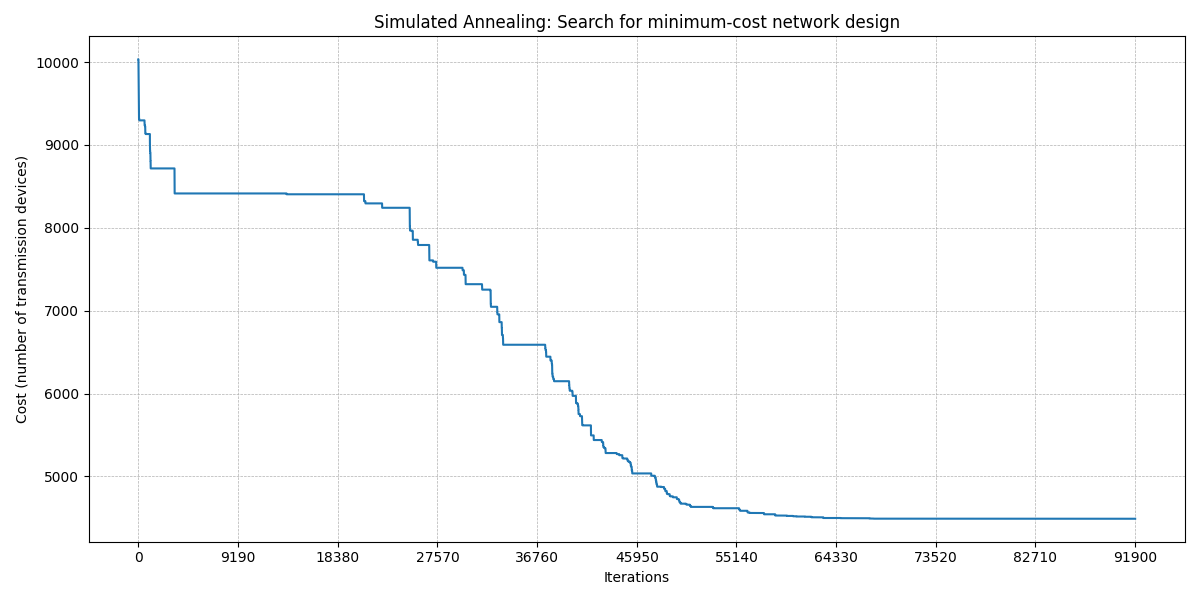 Simulated Annealing: Search for minimum-cost network design
Cost (number of transmission devices)
10000
9000
8000
7000
6000
5000
0 9190 18380 27570 36760 45950 55140 64330 73520 82710 91900
Iterations